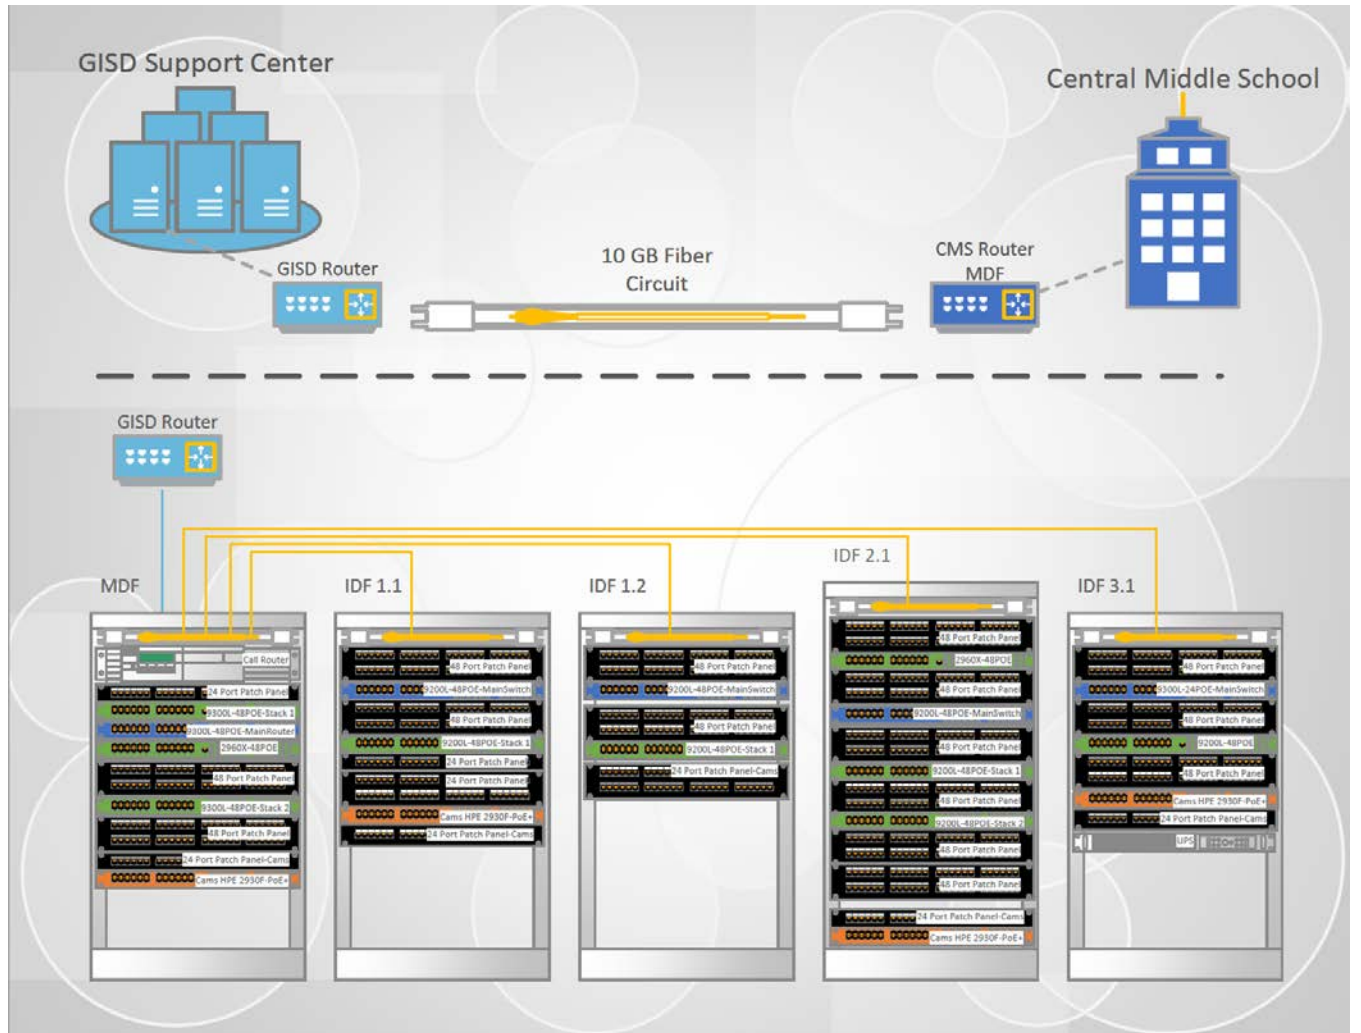 GISD Support Center
Central Middle School
GISD Router
10 GB Fiber
Circuit
CMS Router
MDF
GISD Router
MDF
IDF 1.1
IDF 1.2
IDF 2.1
IDF 3.1
Call Router
24 Port Patch Panel
9300L-48POE-Stack 1
9300L-48POE-MainRouter
2960X-48POE
48 Port Patch Panel
9300L-48POE-Stack 2
48 Port Patch Panel
24 Port Patch Panel-Cams
Cams HPE 2930F-PoE+
48 Port Patch Panel
9200L-48POE-MainSwitch
48 Port Patch Panel
9200L-48POE-Stack 1
24 Port Patch Panel
24 Port Patch Panel
Cams HPE 2930F-PoE+
24 Port Patch Panel-Cams
48 Port Patch Panel
9200L-48POE-MainSwitch
48 Port Patch Panel
9200L-48POE-Stack 1
24 Port Patch Panel-Cams
48 Port Patch Panel
2960X-48POE
48 Port Patch Panel
9200L-48POE-MainSwitch
48 Port Patch Panel
9200L-48POE-Stack 1
48 Port Patch Panel
9200L-48POE-Stack 2
48 Port Patch Panel
48 Port Patch Panel
24 Port Patch Panel-Cams
Cams HPE 2930F-PoE+
48 Port Patch Panel
9300L-24POE-MainSwitch
48 Port Patch Panel
9200L-48POE
48 Port Patch Panel
Cams HPE 2930F-PoE+
24 Port Patch Panel-Cams
UPS